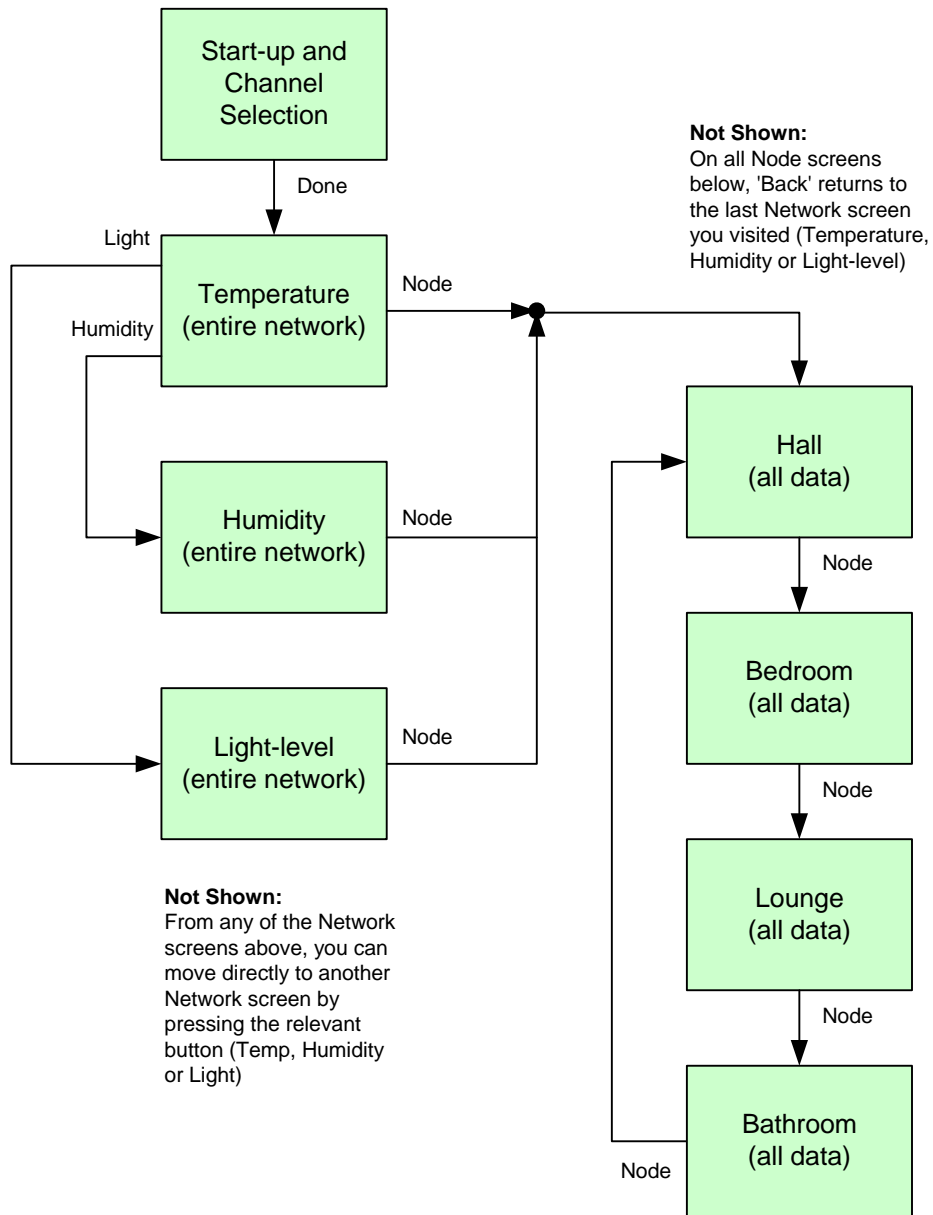 Start-up and
Channel
Selection
Done
Not Shown:
On all Node screens
below, 'Back' returns to
the last Network screen
you visited (Temperature,
Humidity or Light-level)
Light
Temperature
(entire network)
Node
Humidity
Hall
(all data)
Humidity
(entire network)
Node
Node
Bedroom
(all data)
Light-level
(entire network)
Node
Node
Not Shown:
From any of the Network
screens above, you can
move directly to another
Network screen by
pressing the relevant
button (Temp, Humidity
or Light)
Lounge
(all data)
Node
Bathroom
(all data)
Node